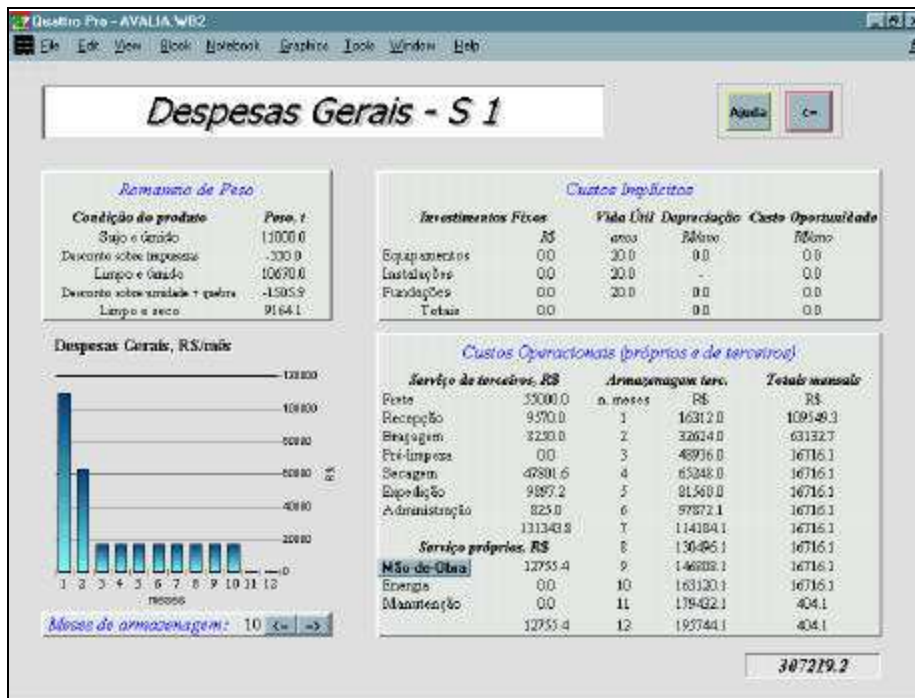 Quattro Pro - AVALIA.WB2
File Edit View Block Notebook Graphics Tools Window Help
Despesas Gerais - S 1
Ajuda <-
Romaneio de Peso
Condição do produto Peso, t
Sujo e úmido 11000.0
Desconto sobre impureza -330.0
Limpo e úmido 10670.0
Desconto sobre umidade + quebra -1505.9
Limpo e seco 9164.1
Custos Implícitos
Investimentos Fixos Vida Útil Depreciação Custo Oportunidade
R$ anos R$/ano R$/ano
Equipamentos 0.0 20.0 0.0 0.0
Instalações 0.0 20.0 - 0.0
Fundações 0.0 20.0 0.0 0.0
Totais 0.0 0.0 0.0
Despesas Gerais, R$/mês
120000
100000
80000
60000
40000
20000
0
R$
1 2 3 4 5 6 7 8 9 10 11 12
meses
Meses de armazenagem: 10 <- ->
Custos Operacionais (próprios e de terceiros)
Serviço de terceiros, R$ Armazenagem terc. Totais mensais
Frete 55000.0 n. meses R$ R$
Recepção 9570.0 1 16312.0 109549.3
Braçagem 8250.0 2 32624.0 63132.7
Pré-limpeza 0.0 3 48936.0 16716.1
Secagem 47801.6 4 65248.0 16716.1
Expedição 9897.2 5 81560.0 16716.1
Administração 825.0 6 97872.1 16716.1
131343.8 7 114184.1 16716.1
Serviço próprios, R$ 8 130496.1 16716.1
Mão-de-Obra 12755.4 9 146808.1 16716.1
Energia 0.0 10 163120.1 16716.1
Manutenção 0.0 11 179432.1 404.1
12755.4 12 195744.1 404.1
307219.2